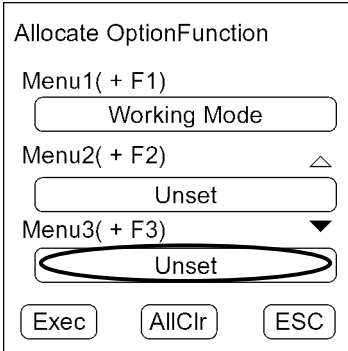 Allocate OptionFunction
Menu1( + F1)
Working Mode
Menu2( + F2)
Unset
Menu3( + F3)
Unset
Exec AllClr ESC